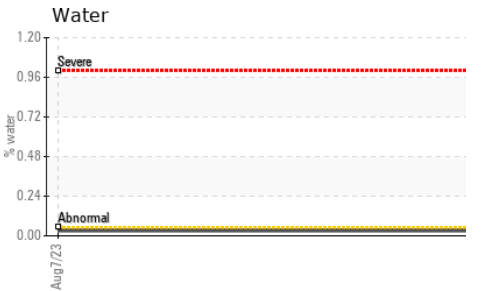 Water
1.20
Severe
0.96
0.72
% water
0.48
0.24
Abnormal
0.00
Aug7/23